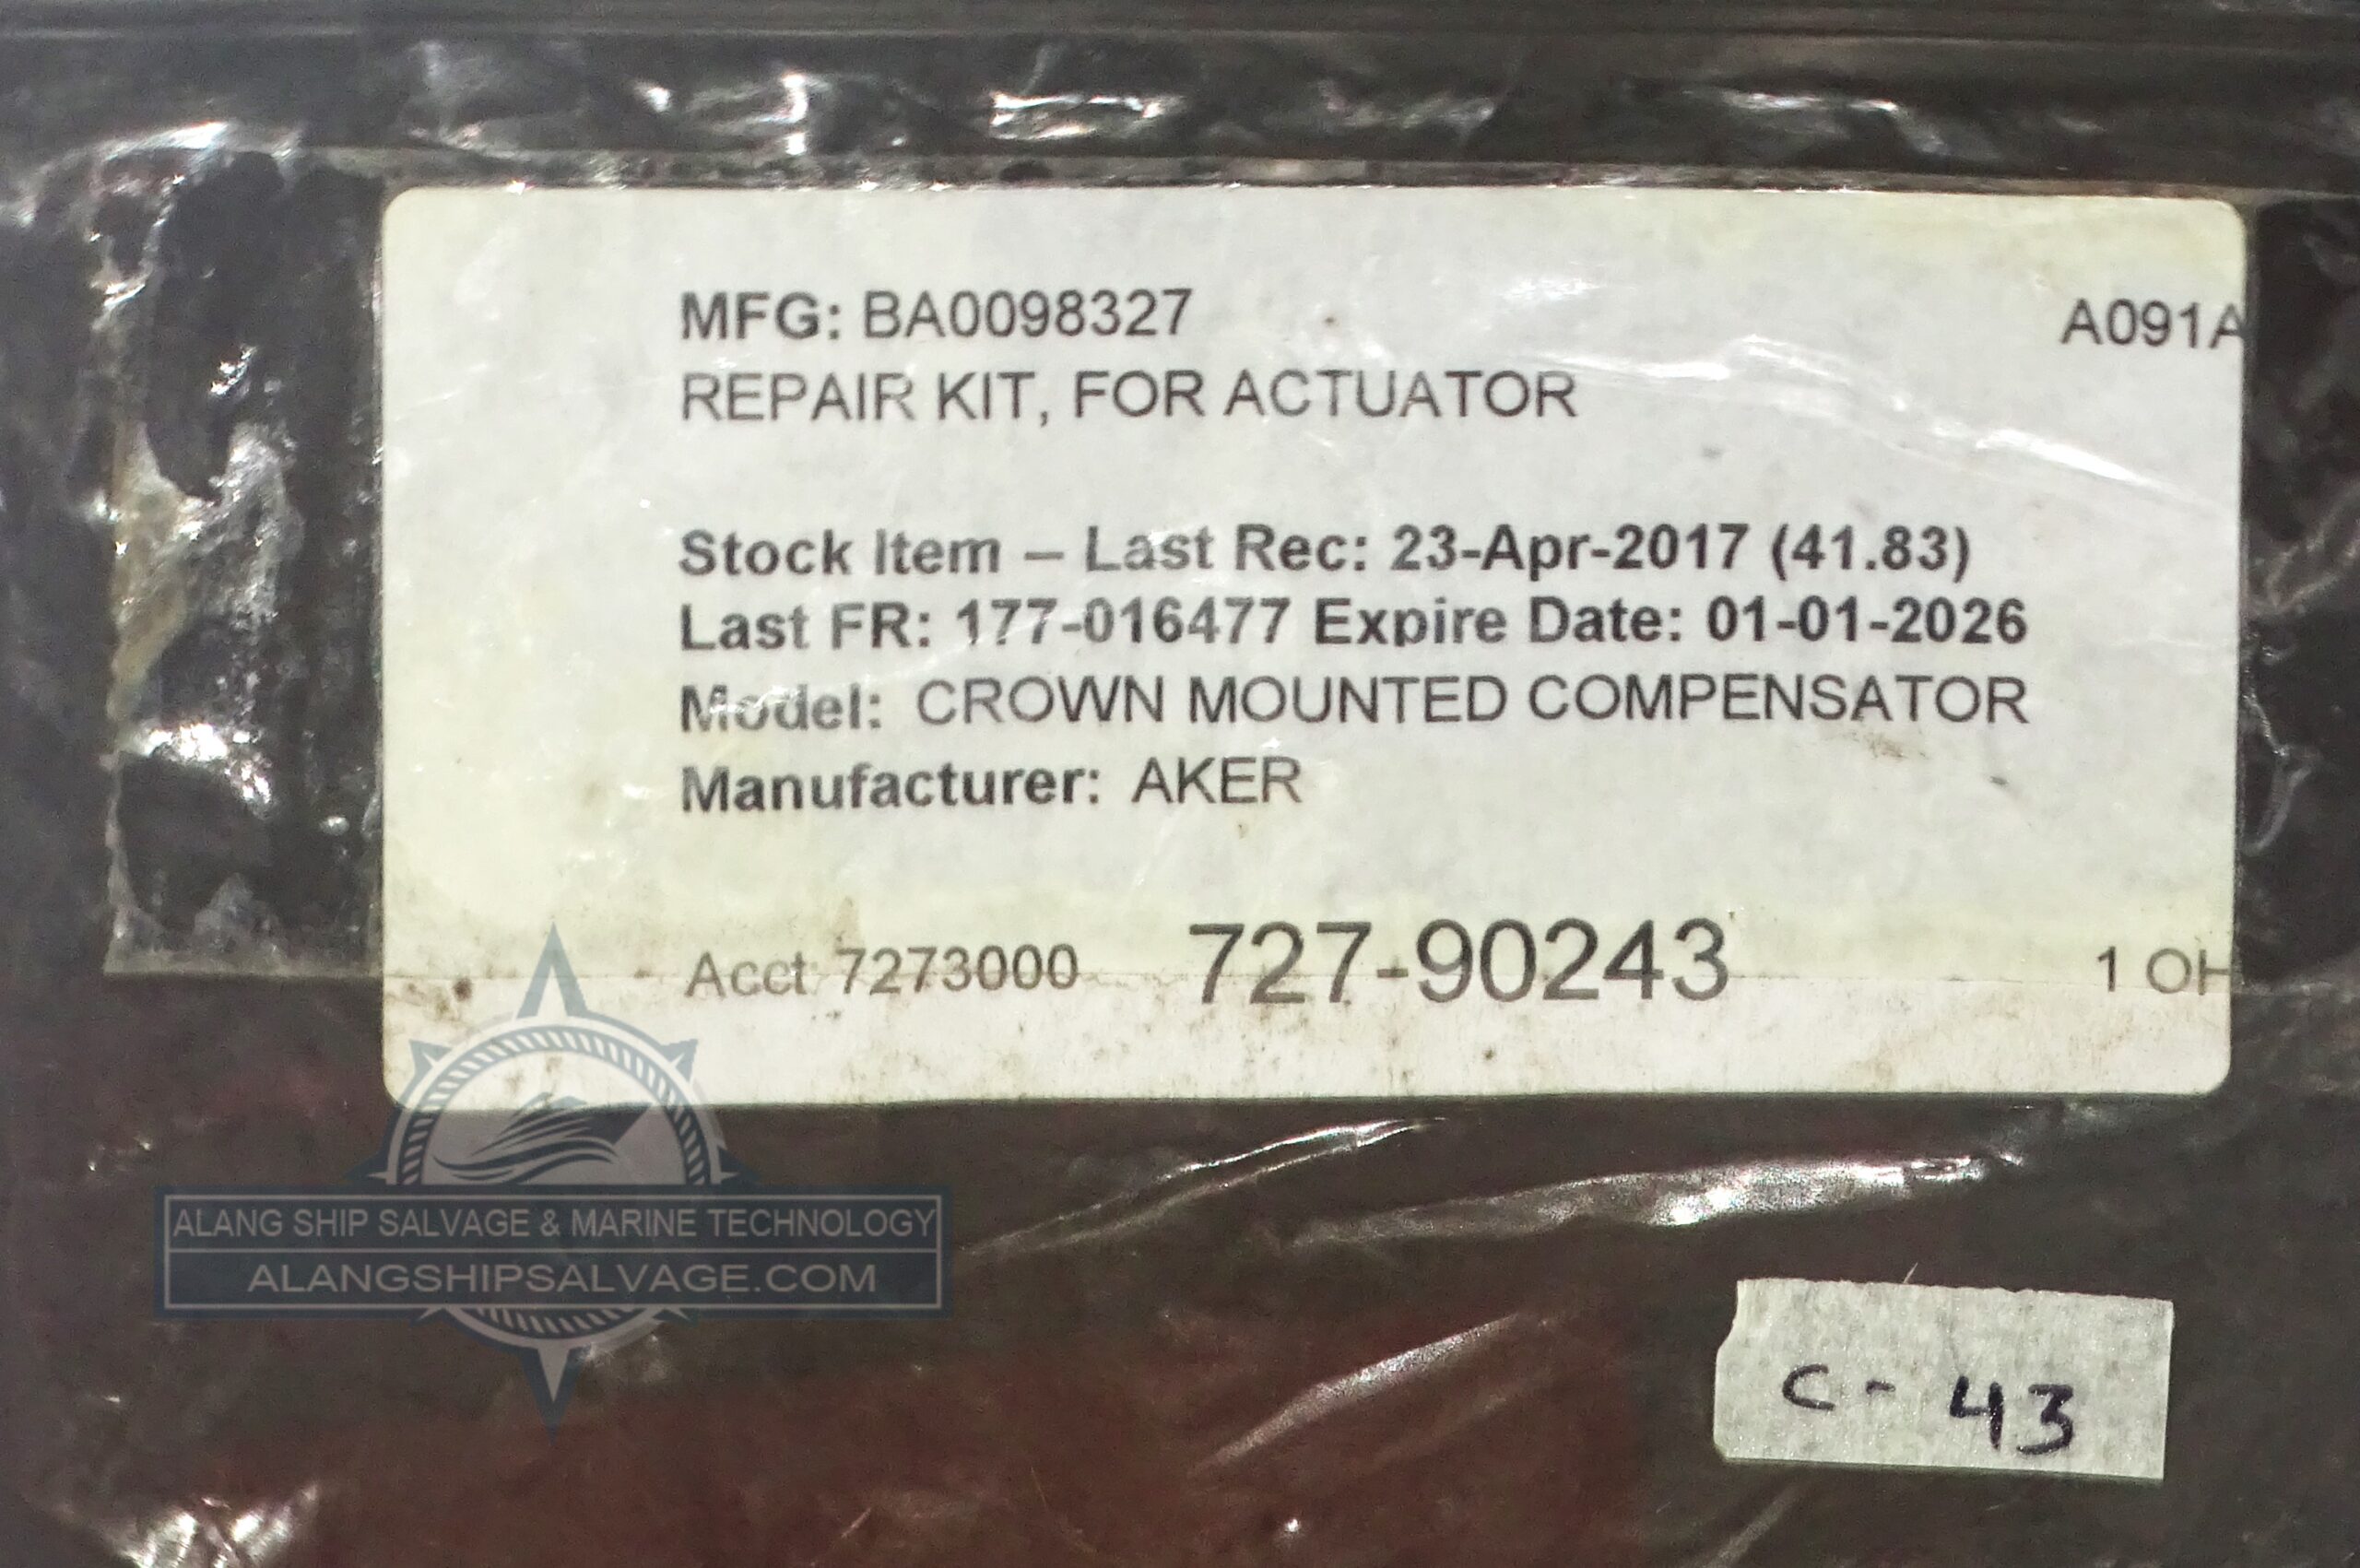 MFG: BA0098327
A091A
REPAIR KIT, FOR ACTUATOR
Stock Item – Last Rec: 23-Apr-2017 (41.83)
Last FR: 177-016477 Expire Date: 01-01-2026
Model: CROWN MOUNTED COMPENSATOR
Manufacturer: AKER
Acct 7273000 727-90243 1 OH
ALANG SHIP SALVAGE & MARINE TECHNOLOGY
ALANGSHIPSALVAGE.COM
C-43